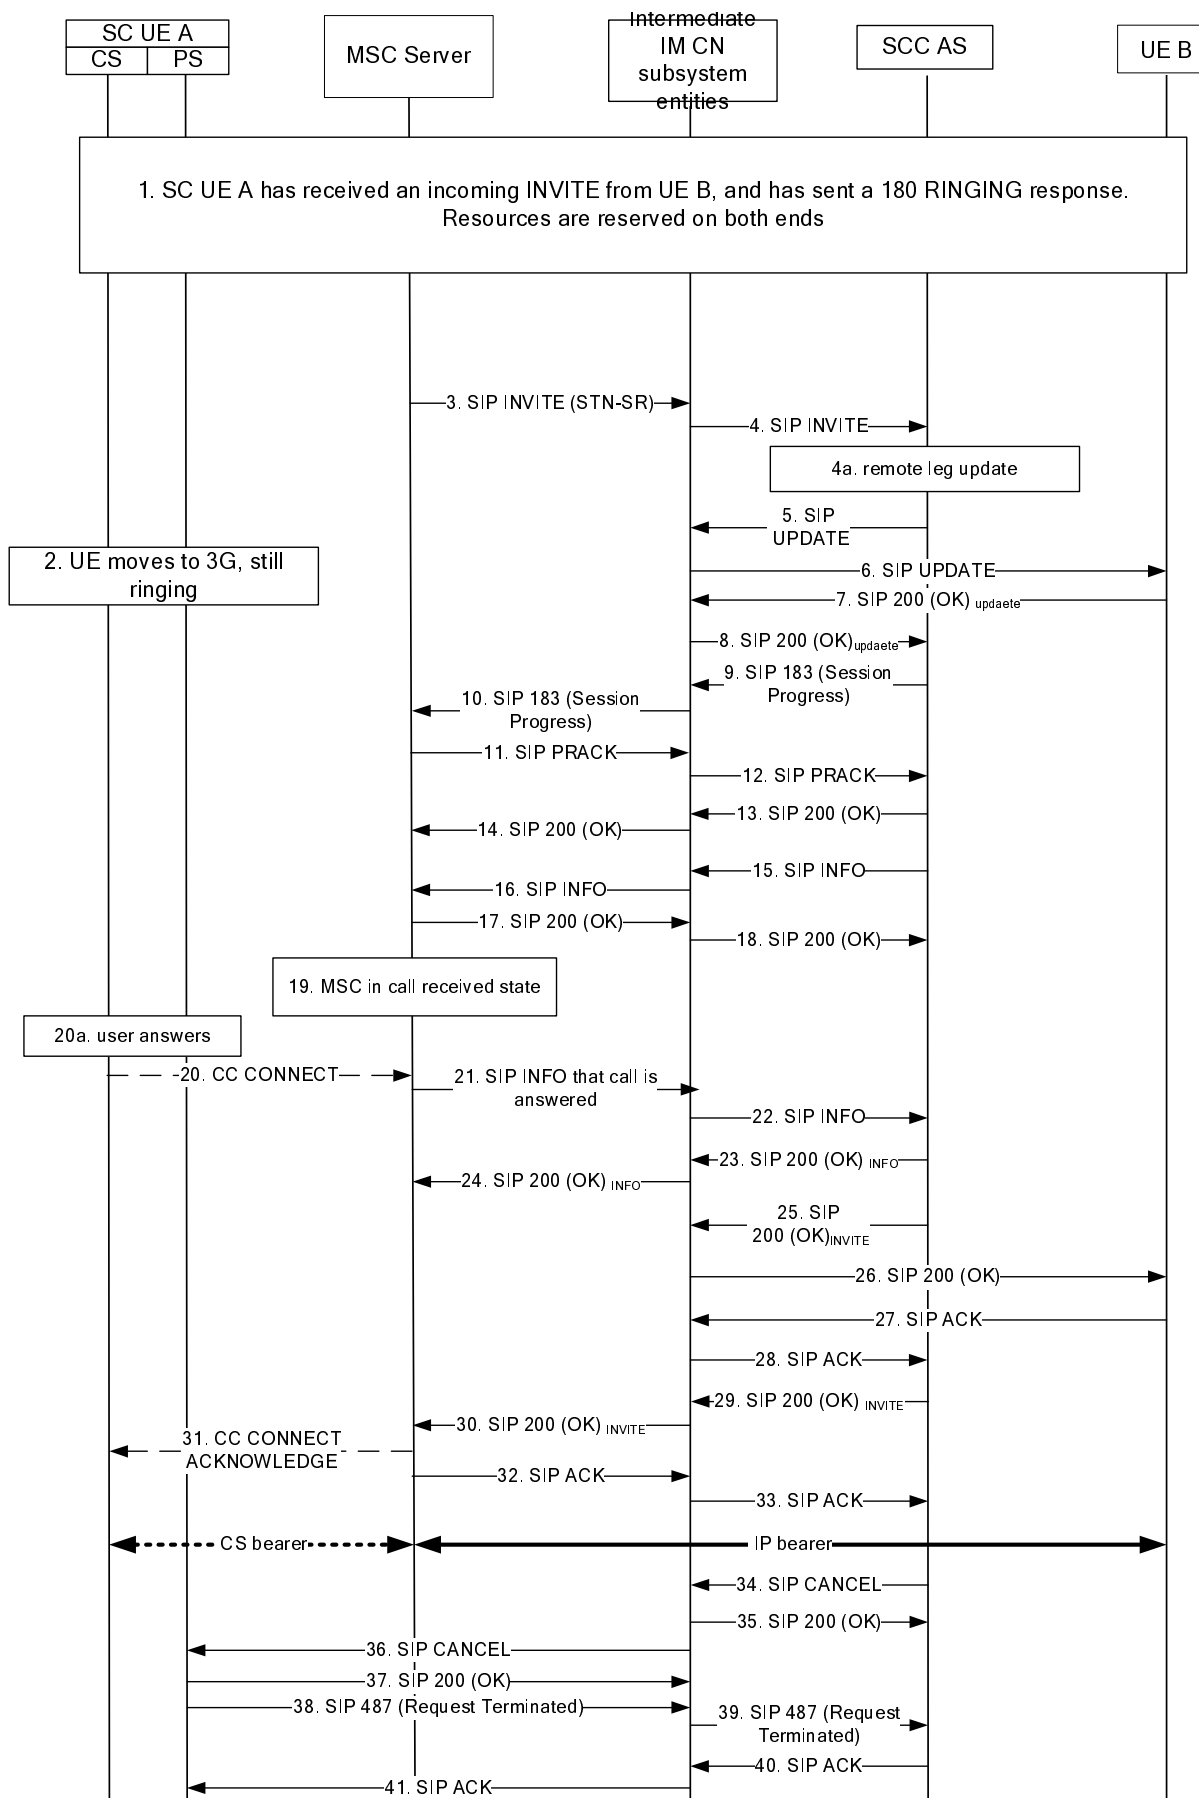 SC UE A
CS
PS
MSC Server
Intermediate
IM CN
subsystem
entities
SCC AS
UE B
1. SC UE A has received an incoming INVITE from UE B, and has sent a 180 RINGING response.
Resources are reserved on both ends
3. SIP INVITE (STN-SR)
4. SIP INVITE
4a. remote leg update
5. SIP
UPDATE
2. UE moves to 3G, still
ringing
6. SIP UPDATE
7. SIP 200 (OK) updaete
8. SIP 200 (OK)updaete
9. SIP 183 (Session
Progress)
10. SIP 183 (Session
Progress)
11. SIP PRACK
12. SIP PRACK
13. SIP 200 (OK)
14. SIP 200 (OK)
15. SIP INFO
16. SIP INFO
17. SIP 200 (OK)
18. SIP 200 (OK)
19. MSC in call received state
20a. user answers
20. CC CONNECT
21. SIP INFO that call is
answered
22. SIP INFO
23. SIP 200 (OK) INFO
24. SIP 200 (OK) INFO
25. SIP
200 (OK)INVITE
26. SIP 200 (OK)
27. SIP ACK
28. SIP ACK
29. SIP 200 (OK) INVITE
30. SIP 200 (OK) INVITE
31. CC CONNECT
ACKNOWLEDGE
32. SIP ACK
33. SIP ACK
CS bearer
IP bearer
34. SIP CANCEL
35. SIP 200 (OK)
36. SIP CANCEL
37. SIP 200 (OK)
38. SIP 487 (Request Terminated)
39. SIP 487 (Request
Terminated)
40. SIP ACK
41. SIP ACK